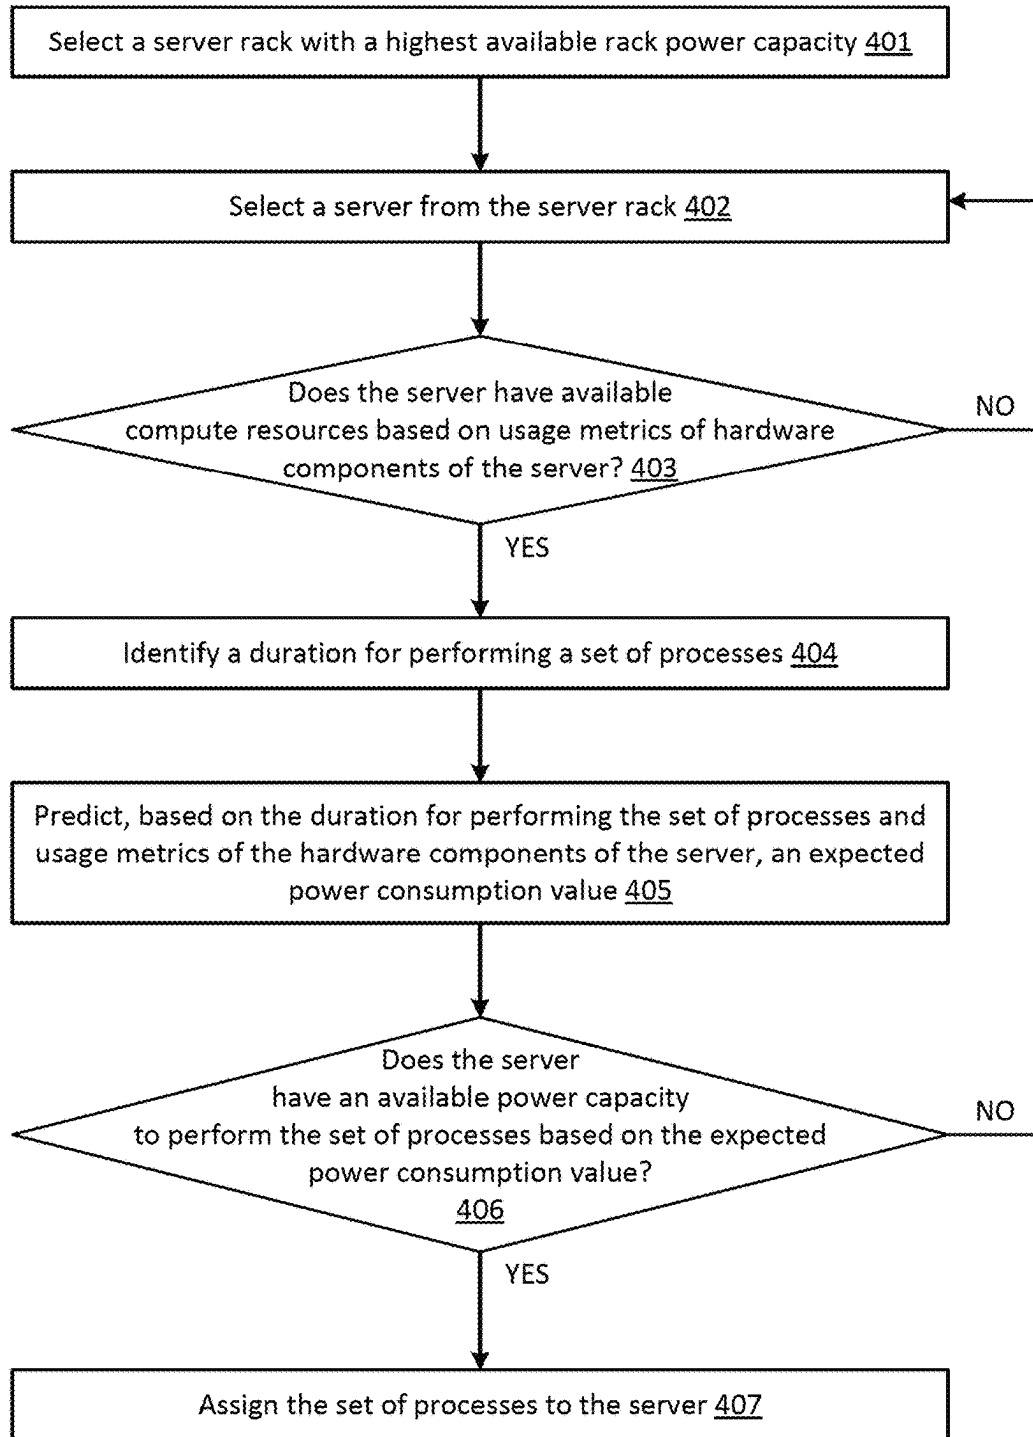 Select a server rack with a highest available rack power capacity 401
Select a server from the server rack 402
Does the server have available
compute resources based on usage metrics of hardware
components of the server? 403
NO
YES
Identify a duration for performing a set of processes 404
Predict, based on the duration for performing the set of processes and
usage metrics of the hardware components of the server, an expected
power consumption value 405
Does the server
have an available power capacity
to perform the set of processes based on the expected
power consumption value?
406
NO
YES
Assign the set of processes to the server 407